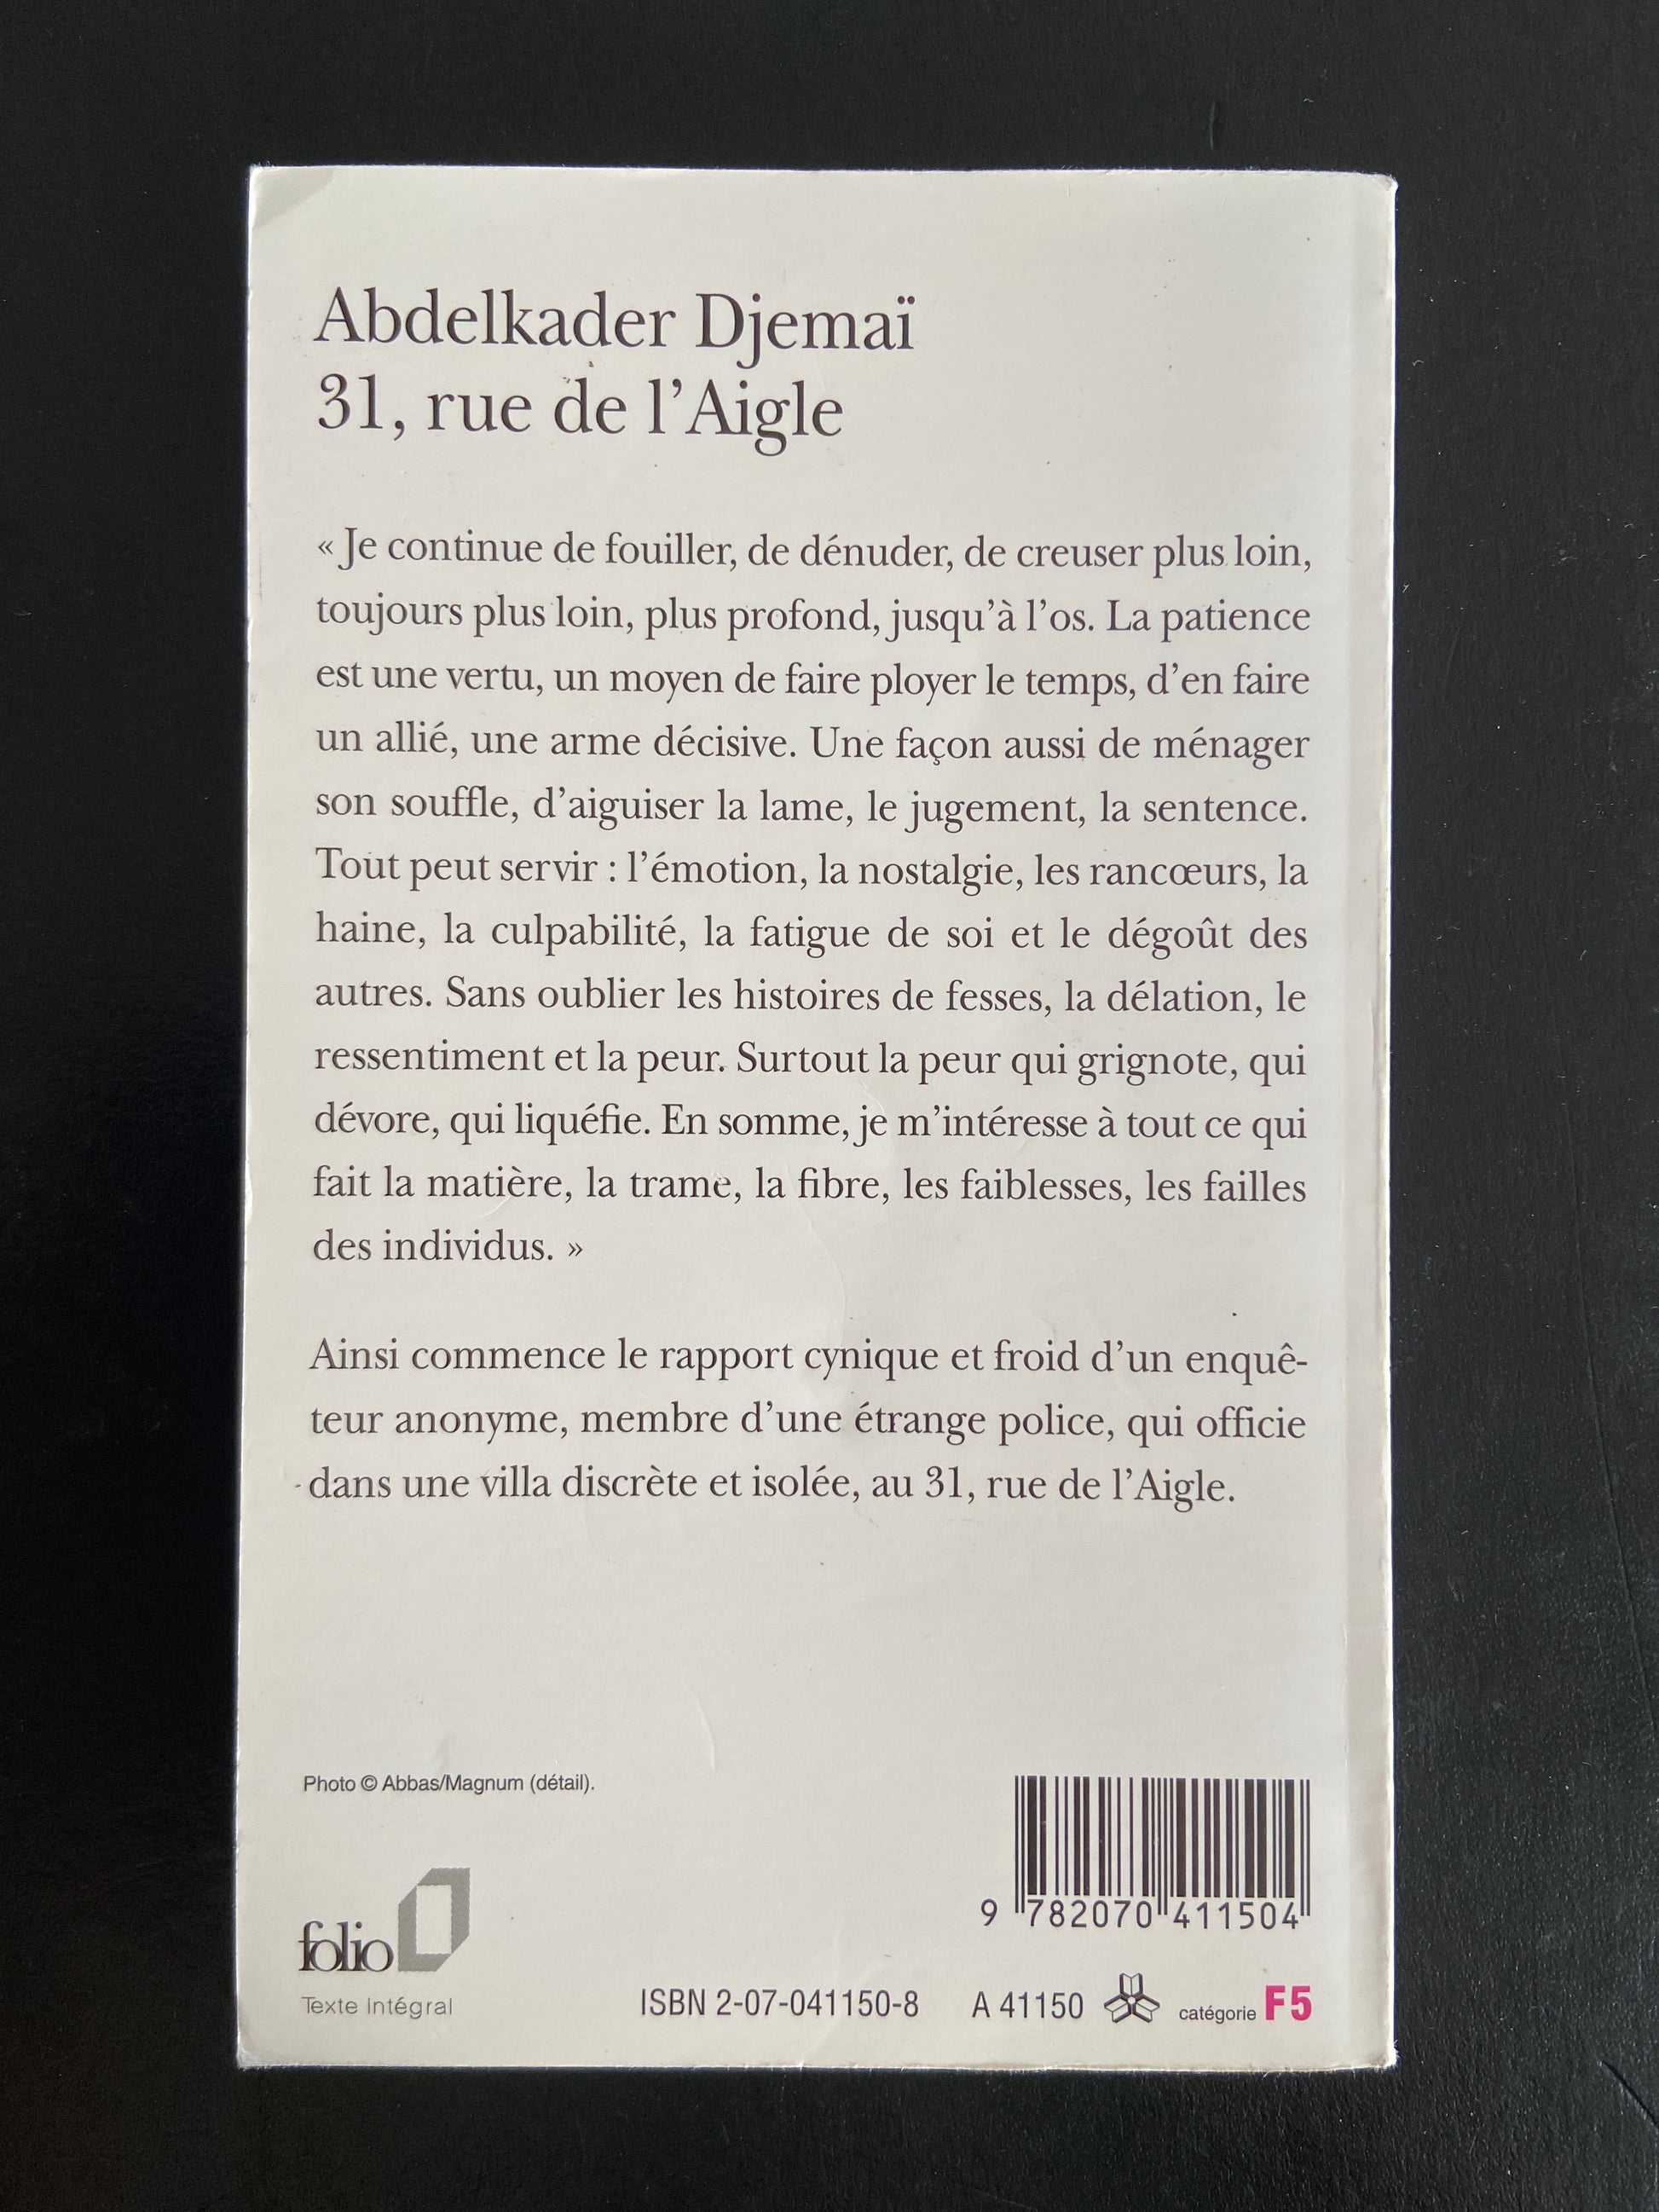 Abdelkader Djemaï
31, rue de l’Aigle
« Je continue de fouiller, de dénuder, de creuser plus loin,
toujours plus loin, plus profond, jusqu’à l’os. La patience
est une vertu, un moyen de faire ployer le temps, d’en faire
un allié, une arme décisive. Une façon aussi de ménager
son souffle, d’aiguiser la lame, le jugement, la sentence.
Tout peut servir : l’émotion, la nostalgie, les rancœurs, la
haine, la culpabilité, la fatigue de soi et le dégoût des
autres. Sans oublier les histoires de fesses, la délation, le
ressentiment et la peur. Surtout la peur qui grignote, qui
dévore, qui liquéfie. En somme, je m’intéresse à tout ce qui
fait la matière, la trame, la fibre, les faiblesses, les failles
des individus. »
Ainsi commence le rapport cynique et froid d’un enquê-
teur anonyme, membre d’une étrange police, qui officie
dans une villa discrète et isolée, au 31, rue de l’Aigle.
Photo © Abbas/Magnum (détail).
9 782070 411504
folio
Texte Intégral
ISBN 2-07-041150-8 A 41150 catégorie F5